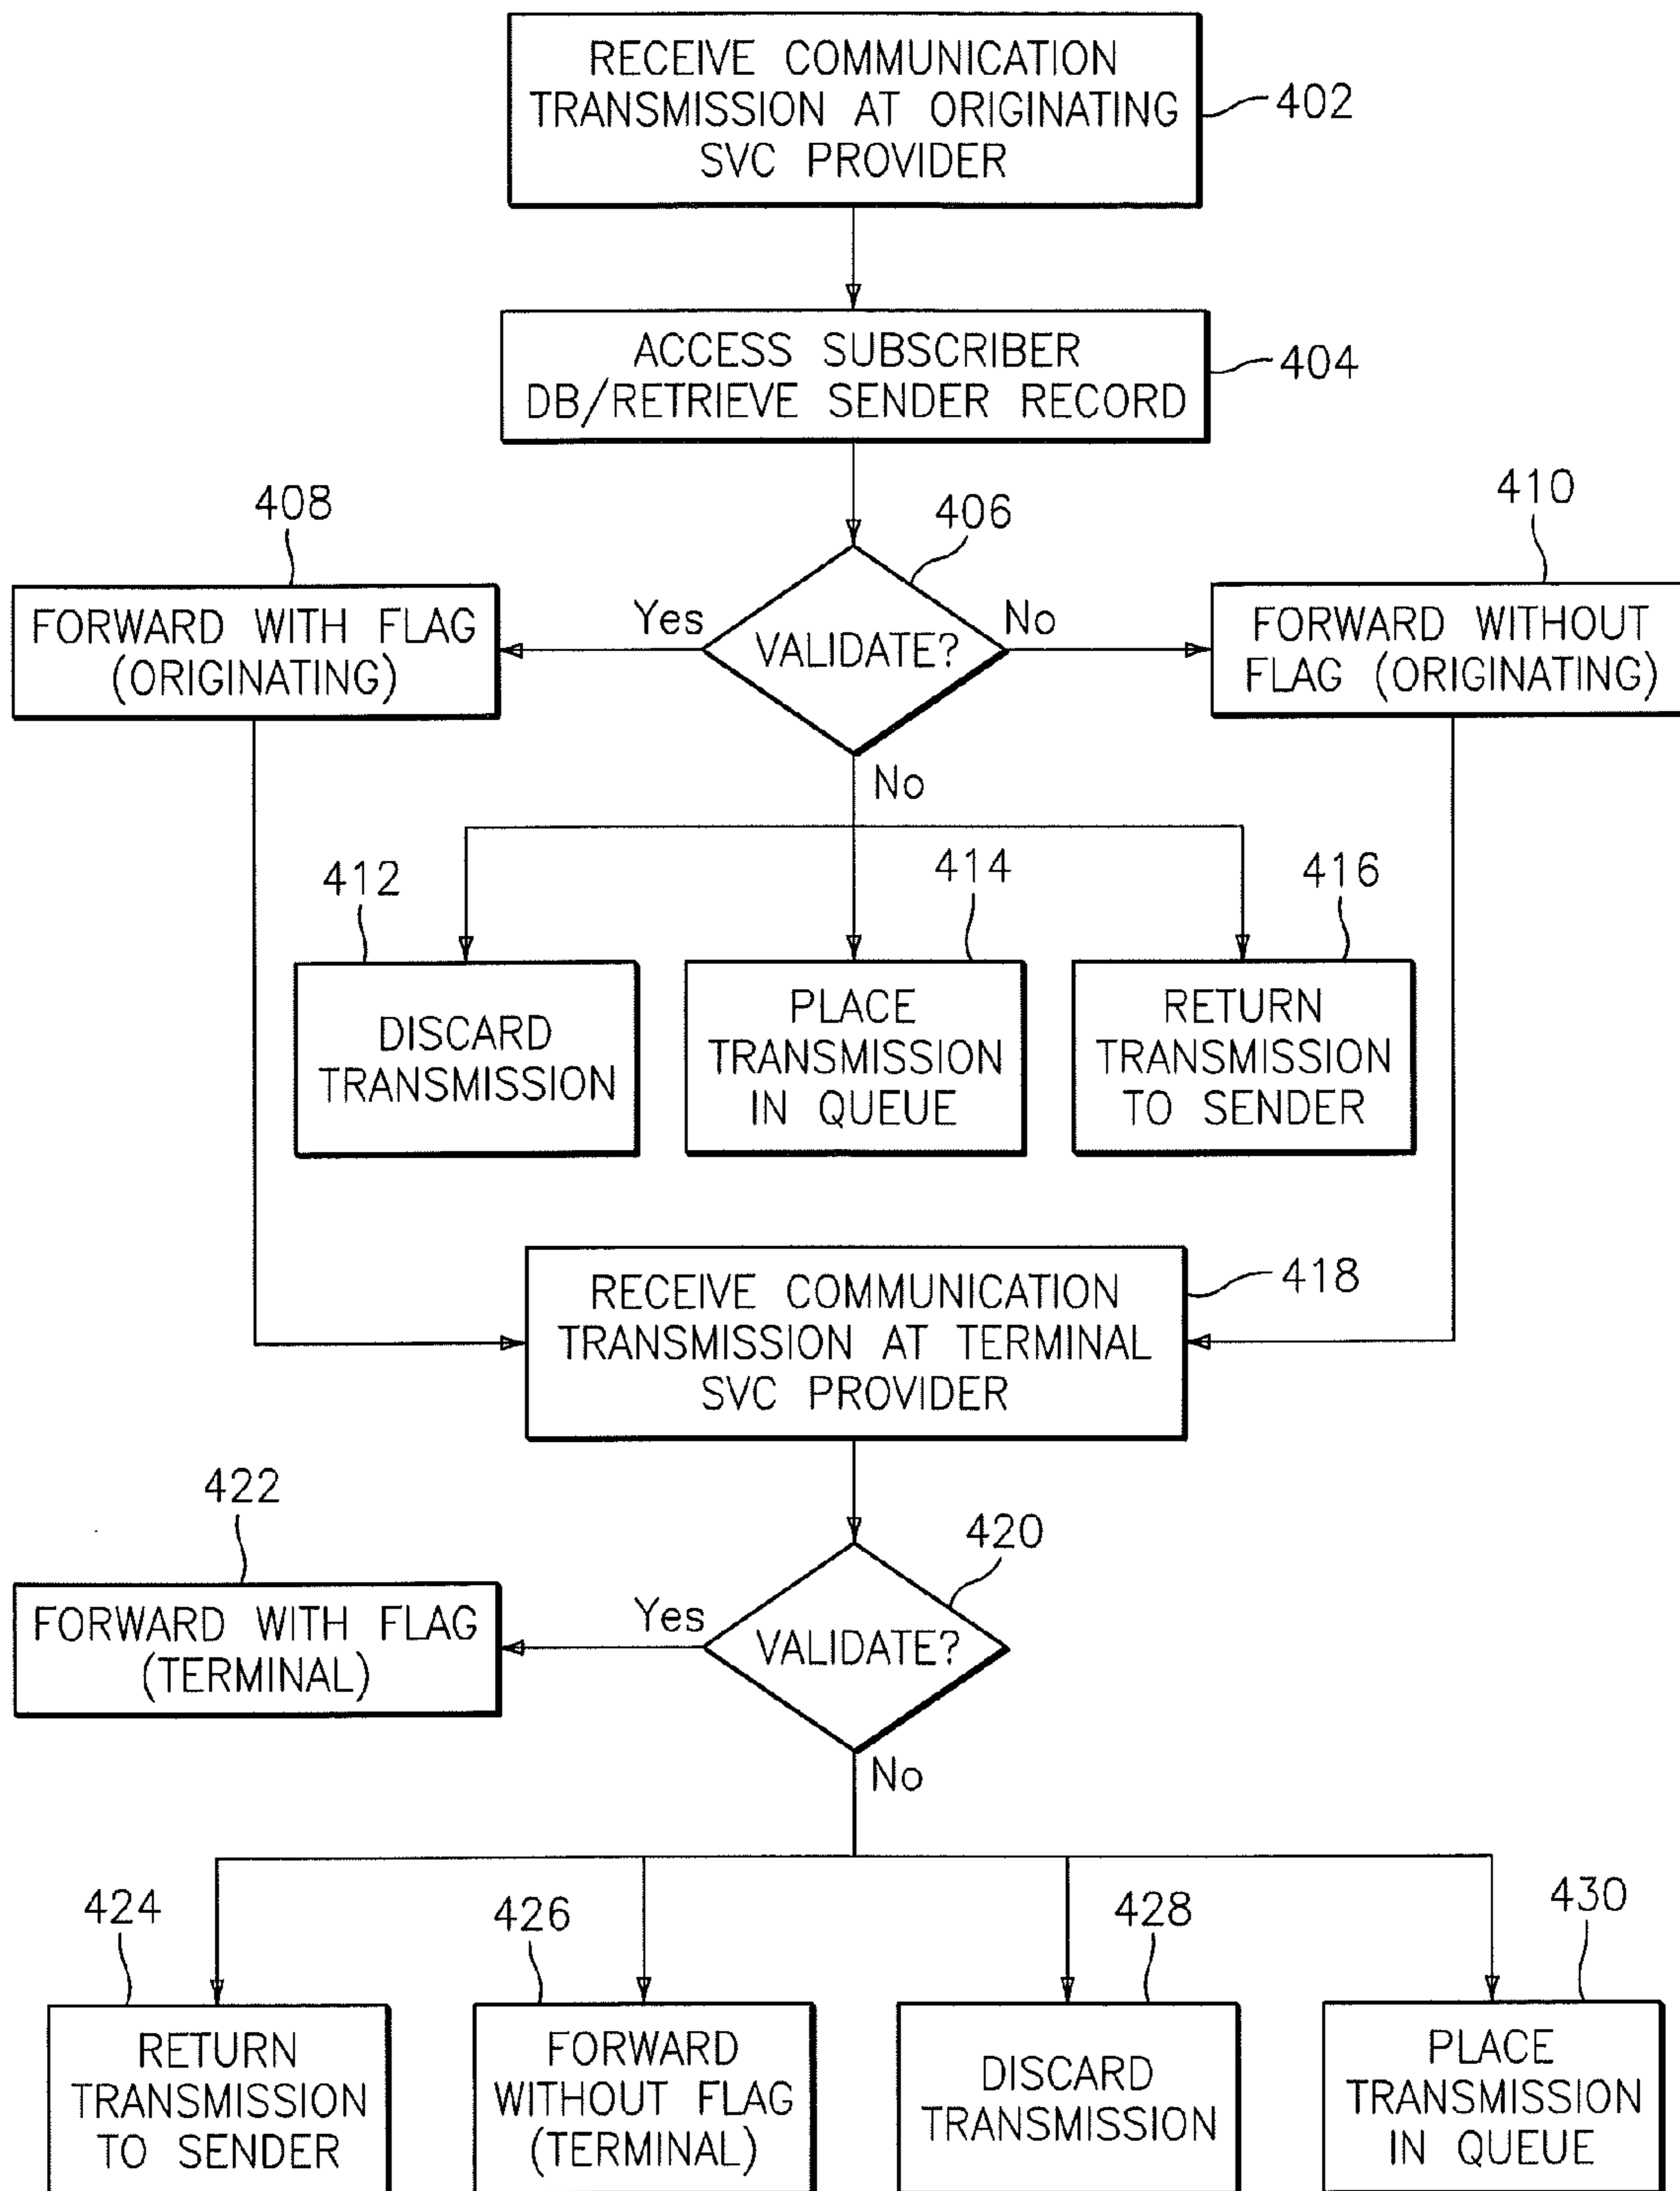 RECEIVE COMMUNICATION
TRANSMISSION AT ORIGINATING
SVC PROVIDER
402
ACCESS SUBSCRIBER
DB/RETRIEVE SENDER RECORD
404
406
VALIDATE?
Yes
No
No
408
FORWARD WITH FLAG
(ORIGINATING)
410
FORWARD WITHOUT
FLAG (ORIGINATING)
412
DISCARD
TRANSMISSION
414
PLACE
TRANSMISSION
IN QUEUE
416
RETURN
TRANSMISSION
TO SENDER
RECEIVE COMMUNICATION
TRANSMISSION AT TERMINAL
SVC PROVIDER
418
420
VALIDATE?
Yes
No
422
FORWARD WITH FLAG
(TERMINAL)
424
RETURN
TRANSMISSION
TO SENDER
426
FORWARD
WITHOUT FLAG
(TERMINAL)
428
DISCARD
TRANSMISSION
430
PLACE
TRANSMISSION
IN QUEUE